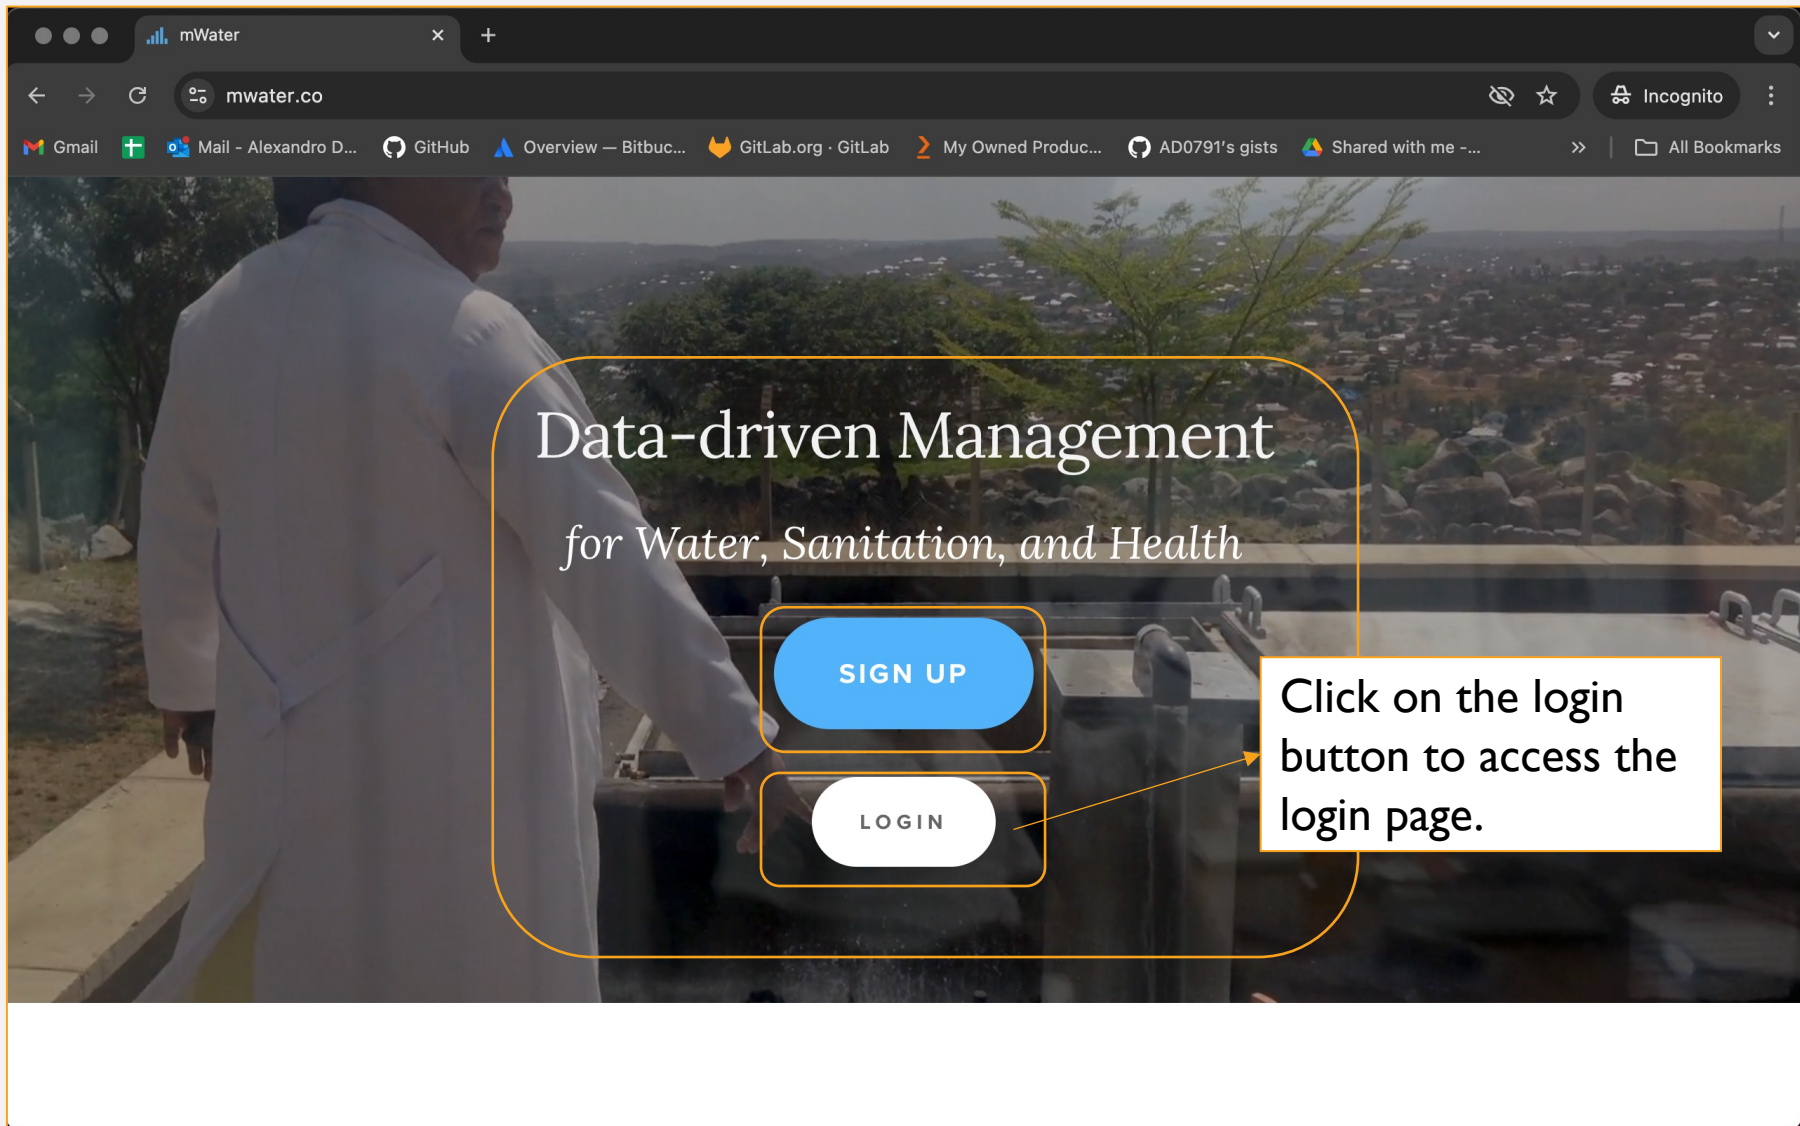 mWater
mwater.co
Incognito
Gmail
Mail - Alexandro D...
GitHub
Overview — Bitbuc...
GitLab.org · GitLab
My Owned Produc...
AD0791's gists
Shared with me -...
All Bookmarks
Data-driven Management
for Water, Sanitation, and Health
SIGN UP
LOGIN
Click on the login
button to access the
login page.